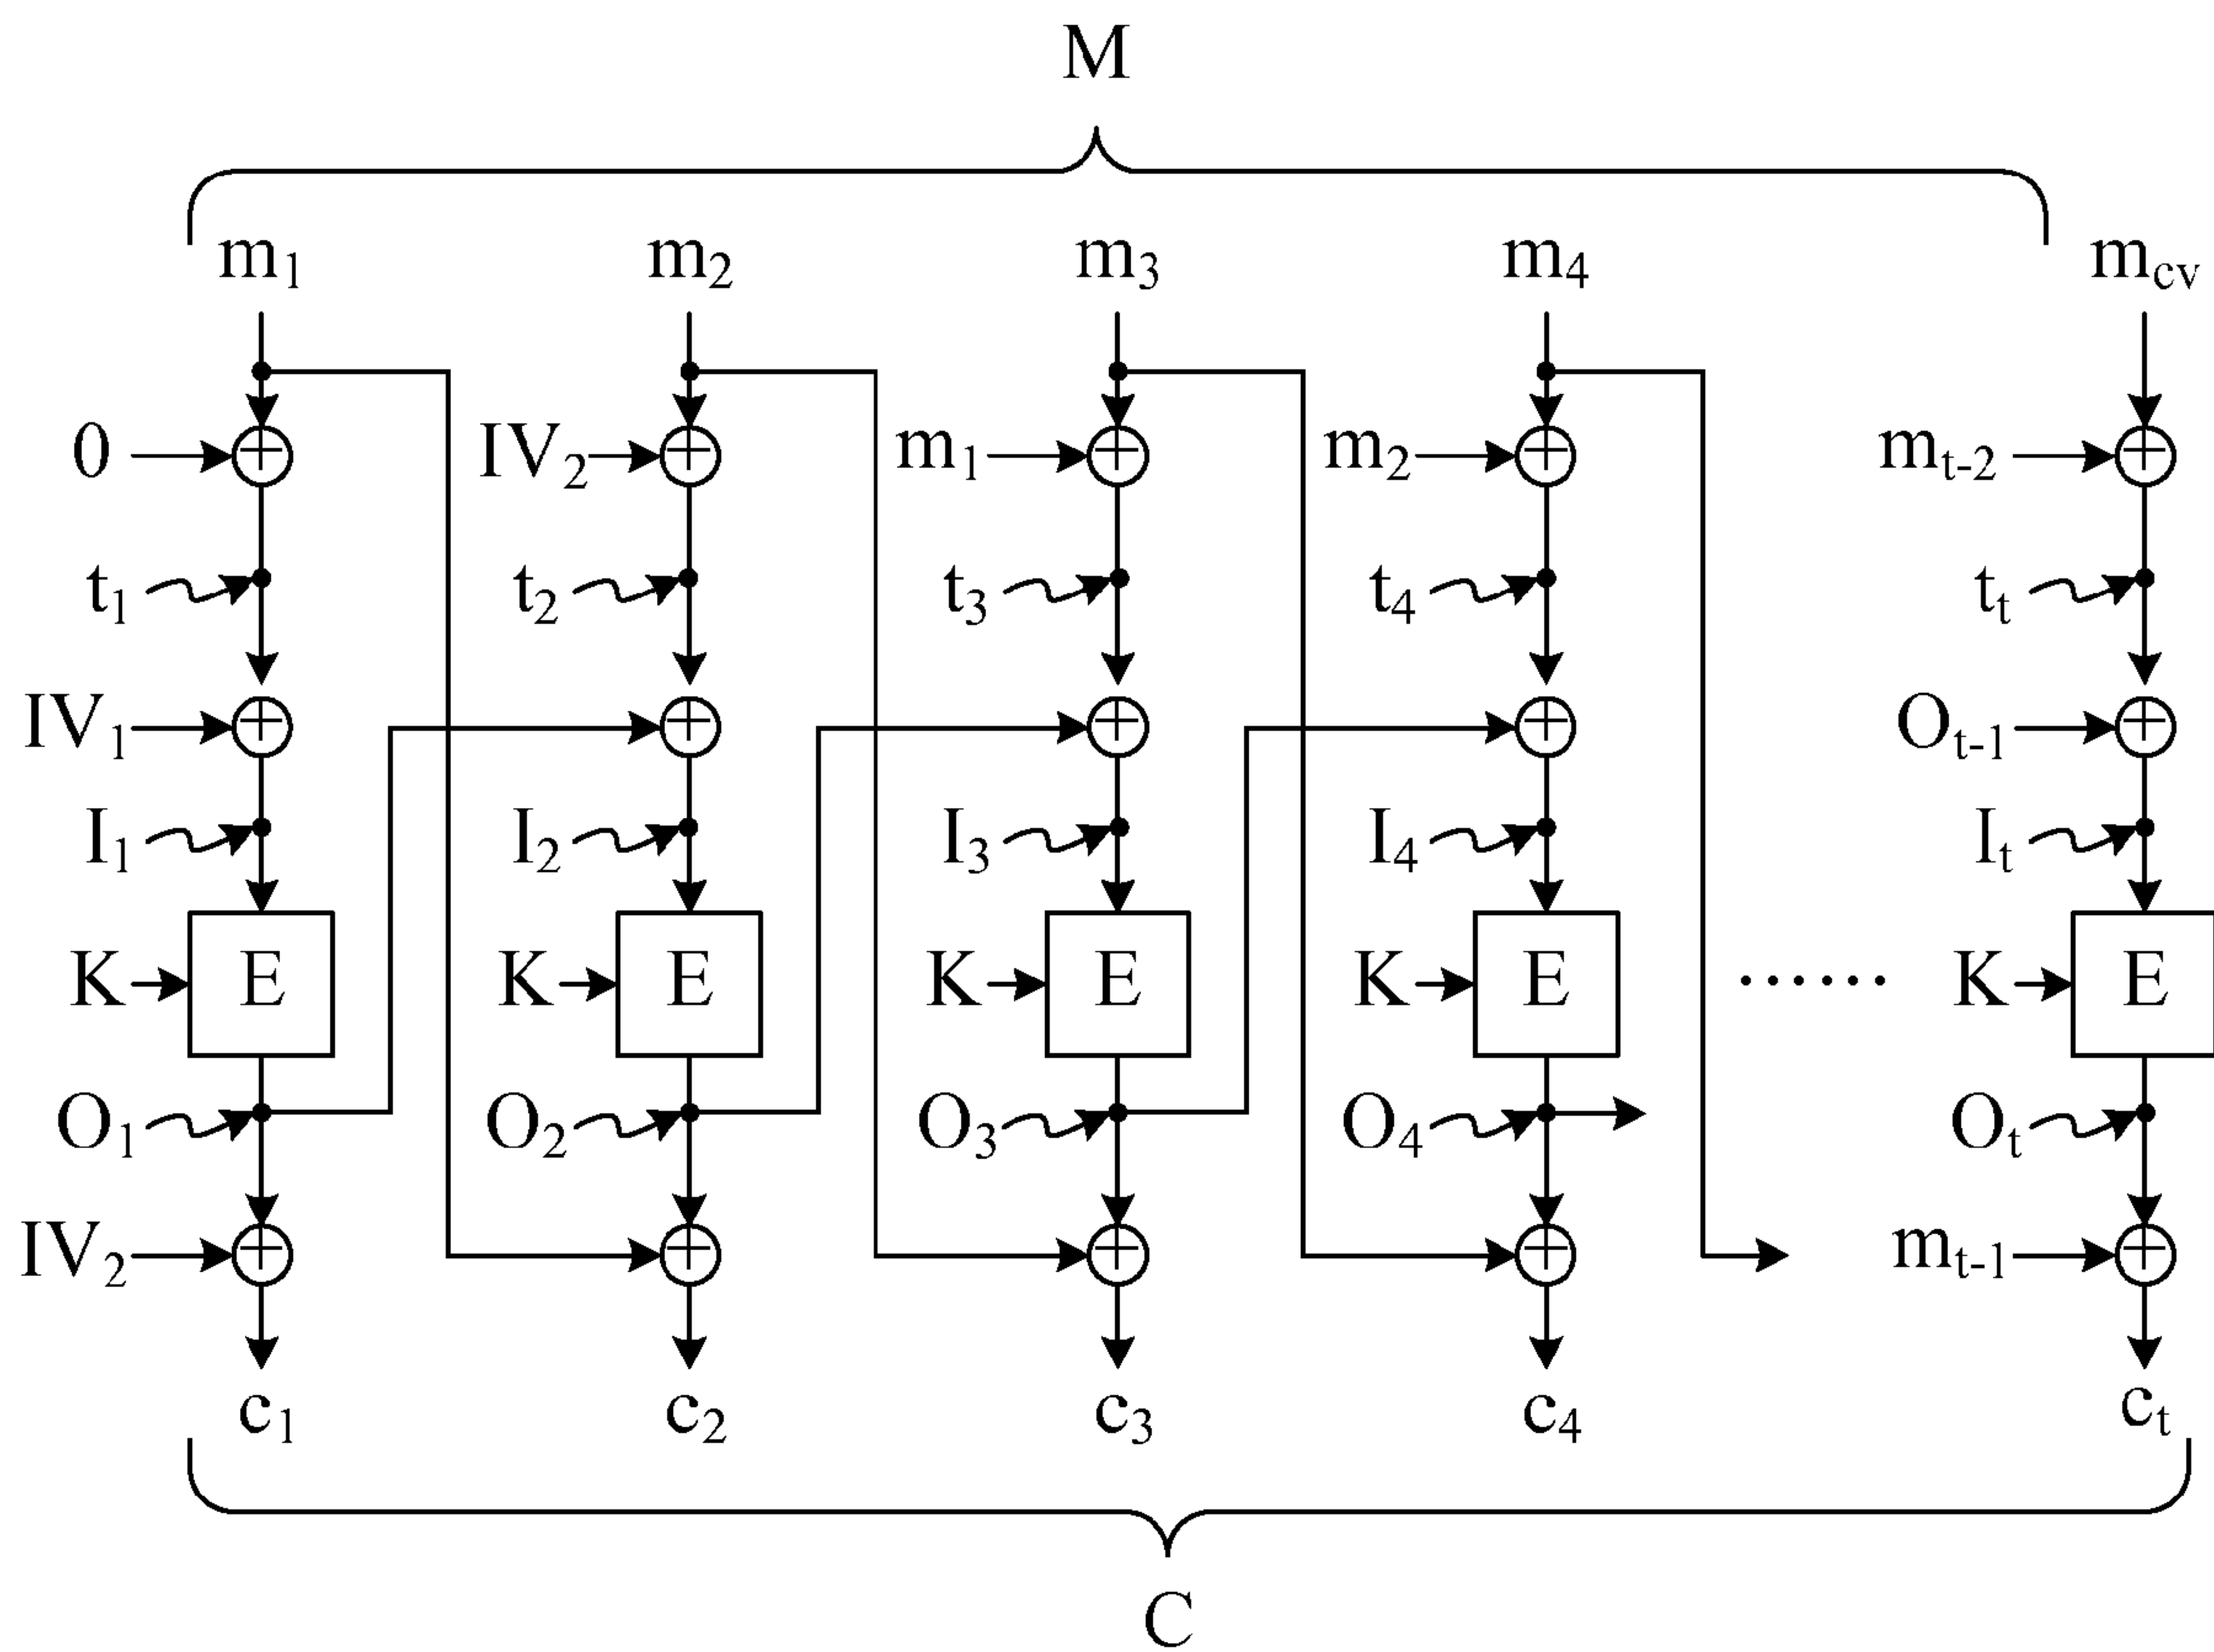 M
m1 m2 m3 m4 mcv
0 IV2 m1 m2 mt-2
t1 t2 t3 t4 tt
IV1 Ot-1
I1 I2 I3 I4 It
K E K E K E K E ...... K E
O1 O2 O3 O4 Ot
IV2 mt-1
c1 c2 c3 c4 ct
C